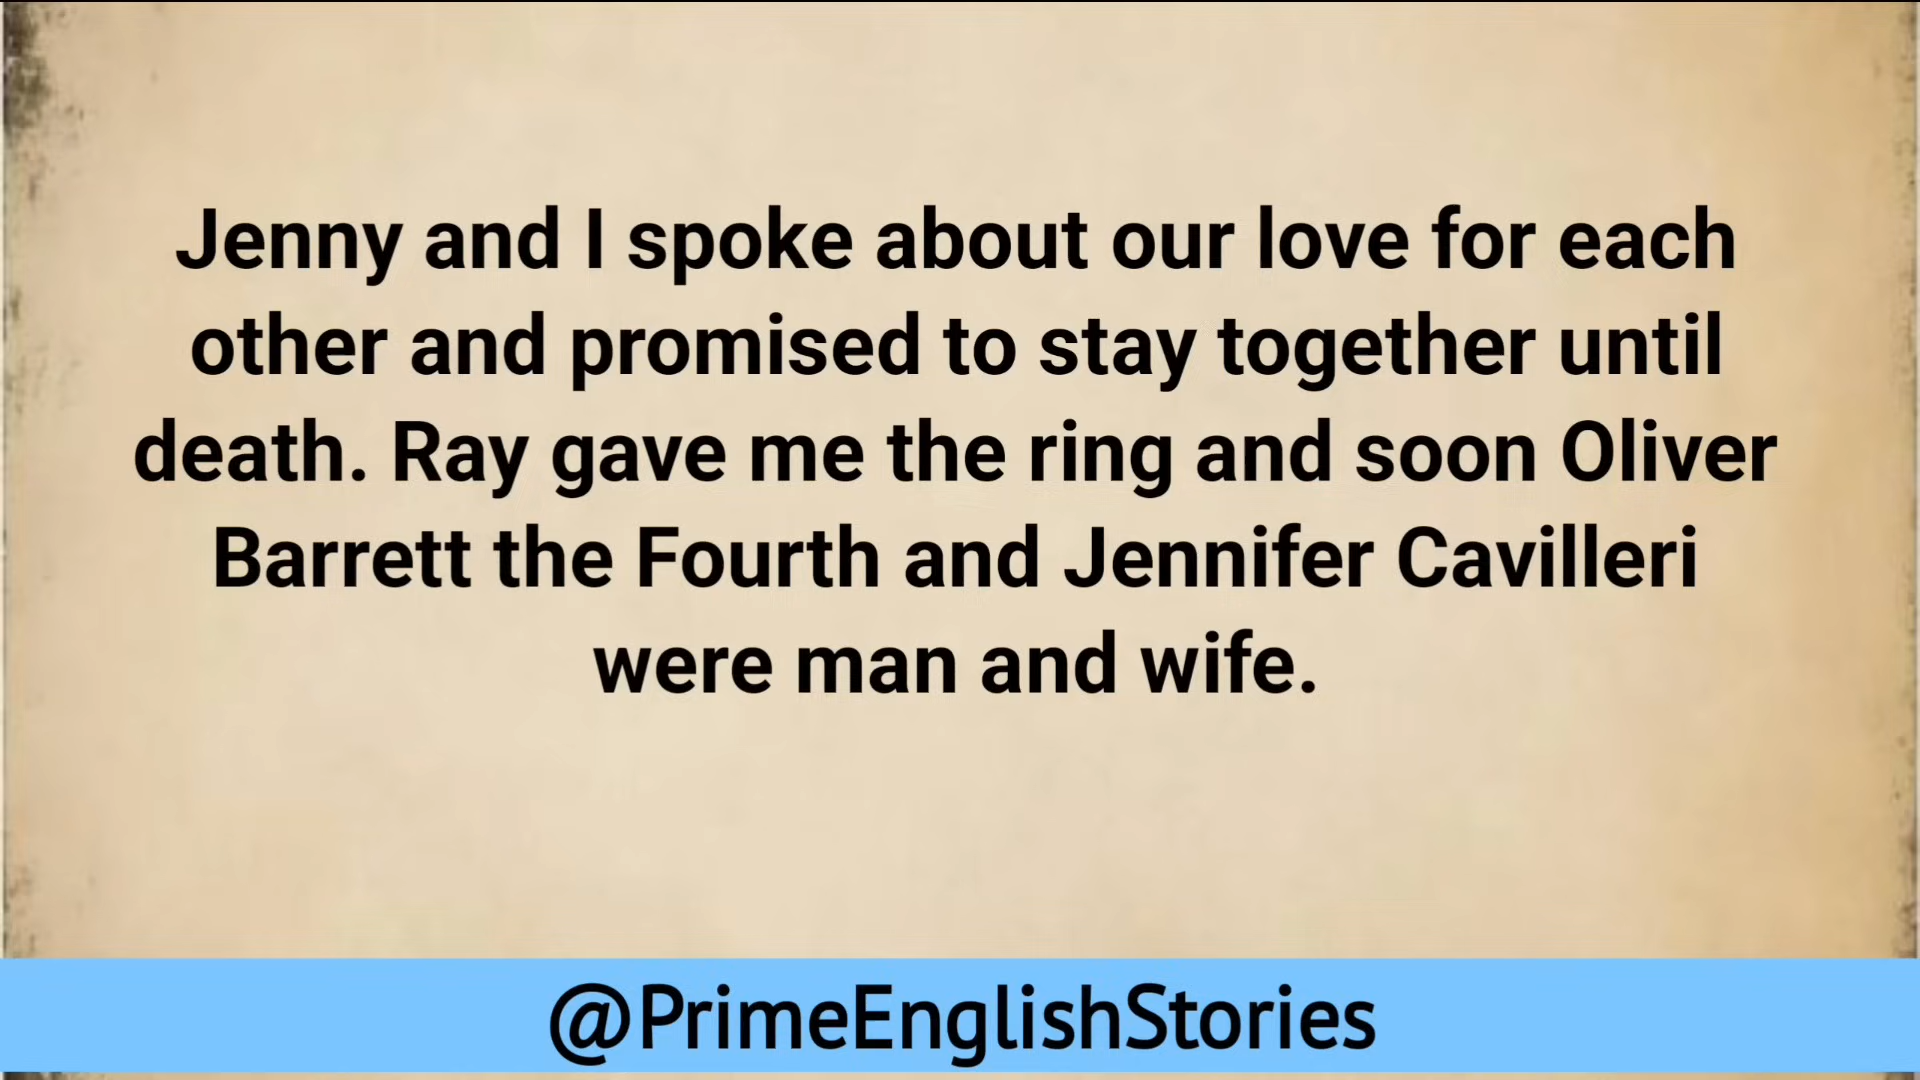 Jenny and I spoke about our love for each
other and promised to stay together until
death. Ray gave me the ring and soon Oliver
Barrett the Fourth and Jennifer Cavilleri
were man and wife.
@PrimeEnglishStories